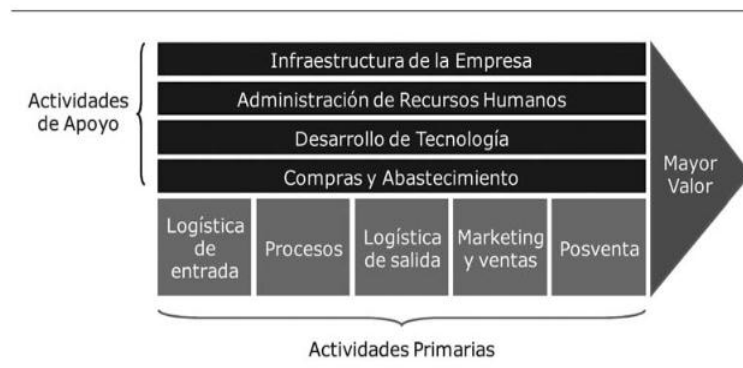 Infraestructura de la Empresa
Administración de Recursos Humanos
Desarrollo de Tecnología
Compras y Abastecimiento
Actividades
de Apoyo
Logística
de
entrada
Procesos
Logística
de salida
Marketing
y ventas
Posventa
Mayor
Valor
Actividades Primarias